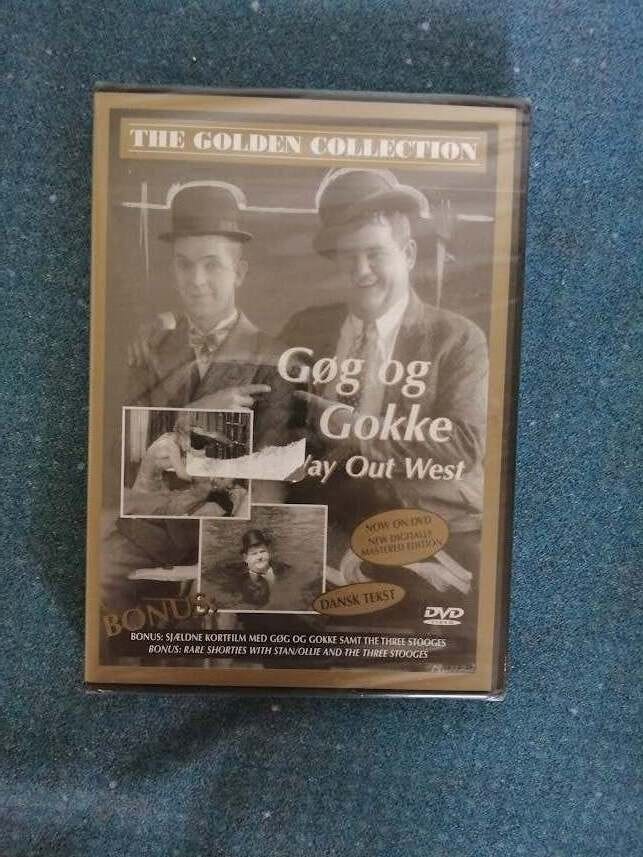 THE GOLDEN COLLECTION
Gøg og
Gokke
ay Out West
NOW ON DVD
NEW DIGITALLY
MASTERED EDITION
DANSK TEKST
BONUS:
DVD
BONUS: SJÆLDNE KORTFILM MED GØG OG GOKKE SAMT THE THREE STOOGES
BONUS: RARE SHORTIES WITH STAN/OLLIE AND THE THREE STOOGES